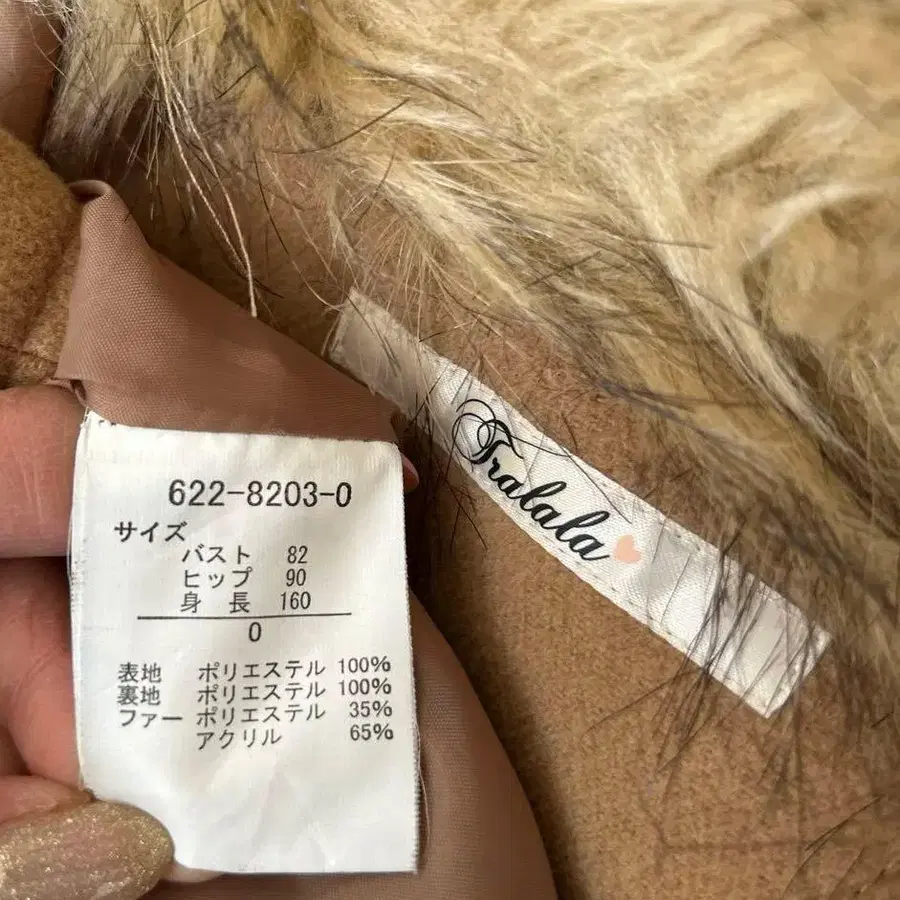 622-8203-0
サイズ
バスト 82
ヒップ 90
身 長 160
0
表地 ポリエステル 100%
裏地 ポリエステル 100%
ファー ポリエステル 35%
アクリル 65%
Tralala